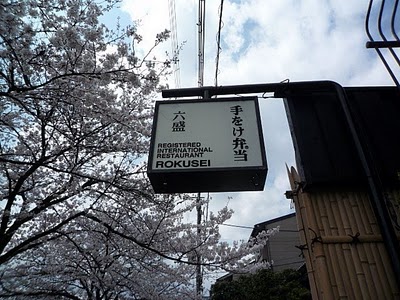 手をけ弁当
六盛
REGISTERED
INTERNATIONAL
RESTAURANT
ROKUSEI